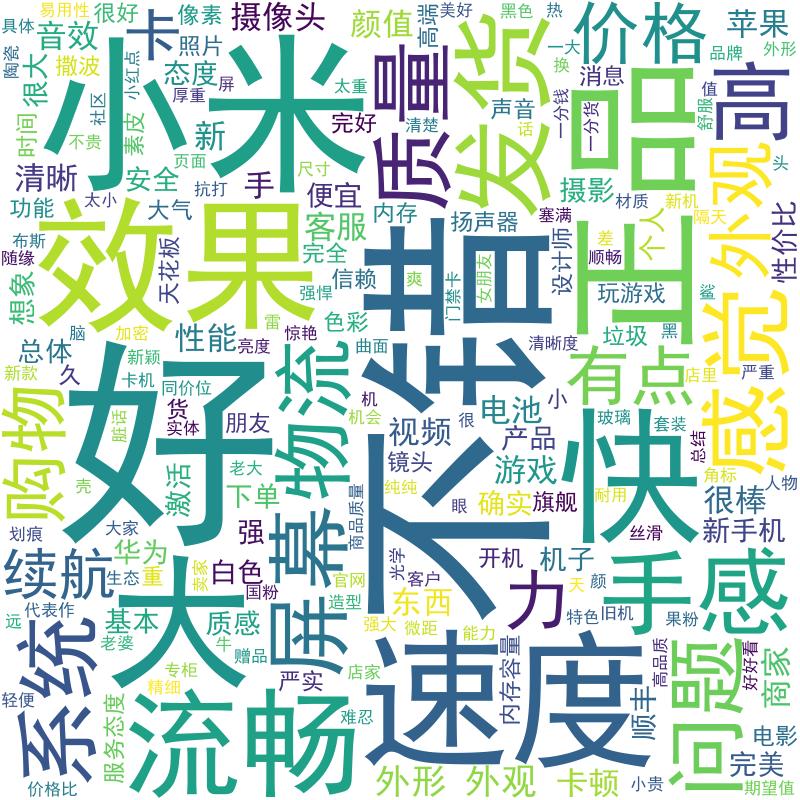 易用性
很好
像素
摄像头
颜值
高端
美好
黑色
热
价格
一大
苹果
具体
音效
卡
照片
换
品牌
外形
陶瓷
撒波
态度
小米
质量
发货
正品
高
消息
值
很大
小红点
屏
厚重
太重
声音
一分钱
一分货
舒服
时间
社区
素皮
新
完好
清楚
话
不贵
页面
尺寸
头
清晰
安全
手
便宜
摄影
材质
新机
外观
功能
太小
抗打
大气
客服
内存
扬声器
塞满
隔天
个人
性价比
布斯
效果
不错
随缘
天花板
完全
信赖
女朋友
门禁卡
设计师
差
顺畅
想象
强悍
爽
玩游戏
脑
加密
雷
色彩
黑
感觉
总体
性能
亮度
惊艳
曲面
清晰度
垃圾
新款
久
新颖
卡机
同价位
物流
机
有点
店里
严重
购物
好
货
实体
朋友
机会
很
电池
小
快
玻璃
套装
总结
脏话
激活
视频
产品
壳
老大
镜头
游戏
角标
人物
下单
商品质量
纯纯
确实
旗舰
耐用
很棒
划痕
大家
强
屏幕
眼
丝滑
新手机
华为
续航
生态
重
卖家
白色
官网
光学
客户
开机
机子
手感
大
国粉
力
天
颜
远
代表作
基本
质感
造型
东西
特色
旧机
果粉
系统
老婆
牛
强大
微距
能力
专柜
赠品
速度
内存容量
顺丰
问题
高品质
好好看
商家
精细
严实
店家
轻便
服务态度
流畅
难忍
电影
完美
价格比
外形
外观
卡顿
小贵
期望值